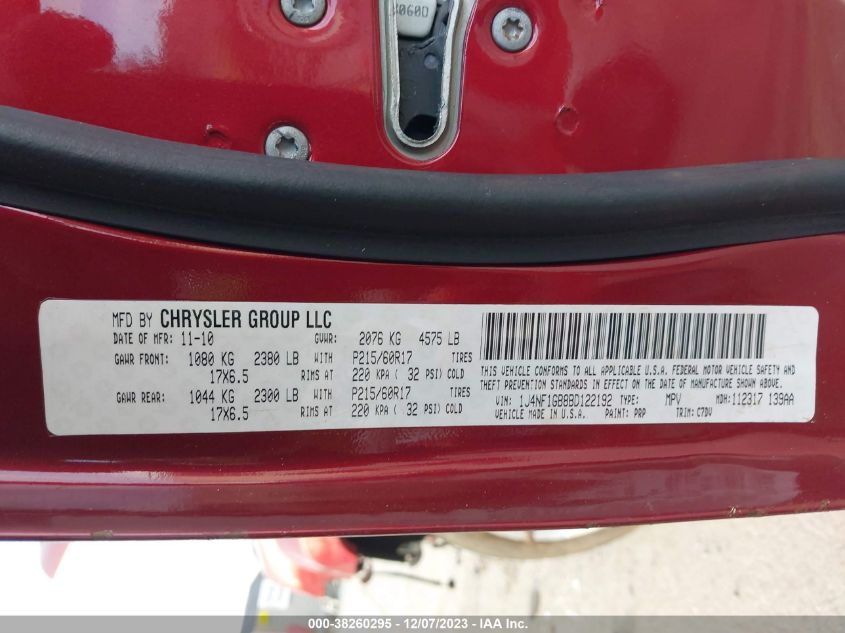 060D
MFD BY CHRYSLER GROUP LLC
DATE OF MFR: 11-10 GVWR: 2076 KG 4575 LB
GAWR FRONT: 1080 KG 2380 LB WITH P215/60R17 TIRES
17X6.5 RIMS AT 220 KPA ( 32 PSI) COLD
GAWR REAR: 1044 KG 2300 LB WITH P215/60R17 TIRES
17X6.5 RIMS AT 220 KPA ( 32 PSI) COLD
THIS VEHICLE CONFORMS TO ALL APPLICABLE U.S.A. FEDERAL MOTOR VEHICLE SAFETY AND
THEFT PREVENTION STANDARDS IN EFFECT ON THE DATE OF MANUFACTURE SHOWN ABOVE.
VIN: 1J4NF1GB8BD122192 TYPE: MPV MDH:112317 139AA
VEHICLE MADE IN U.S.A. PAINT: PRP TRIM: C7DV
000-38260295 - 12/07/2023 - IAA Inc.